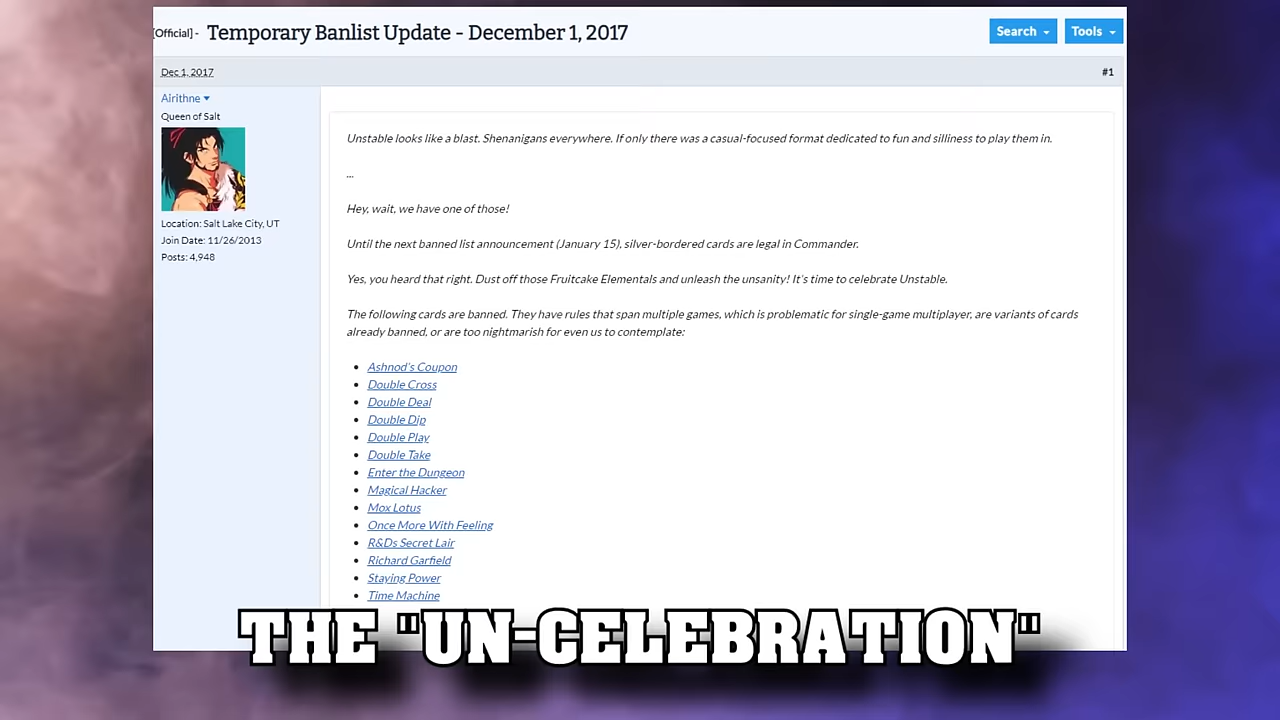 [Official] - Temporary Banlist Update - December 1, 2017
Search
Tools
Dec 1, 2017
#1
Airithne
Queen of Salt
Location: Salt Lake City, UT
Join Date: 11/26/2013
Posts: 4,948
Unstable looks like a blast. Shenanigans everywhere. If only there was a casual-focused format dedicated to fun and silliness to play them in.
...
Hey, wait, we have one of those!
Until the next banned list announcement (January 15), silver-bordered cards are legal in Commander.
Yes, you heard that right. Dust off those Fruitcake Elementals and unleash the unsanity! It's time to celebrate Unstable.
The following cards are banned. They have rules that span multiple games, which is problematic for single-game multiplayer, are variants of cards
already banned, or are too nightmarish for even us to contemplate:
• Ashnod's Coupon
• Double Cross
• Double Deal
• Double Dip
• Double Play
• Double Take
• Enter the Dungeon
• Magical Hacker
• Mox Lotus
• Once More With Feeling
• R&Ds Secret Lair
• Richard Garfield
• Staying Power
• Time Machine
THE "UN-CELEBRATION"